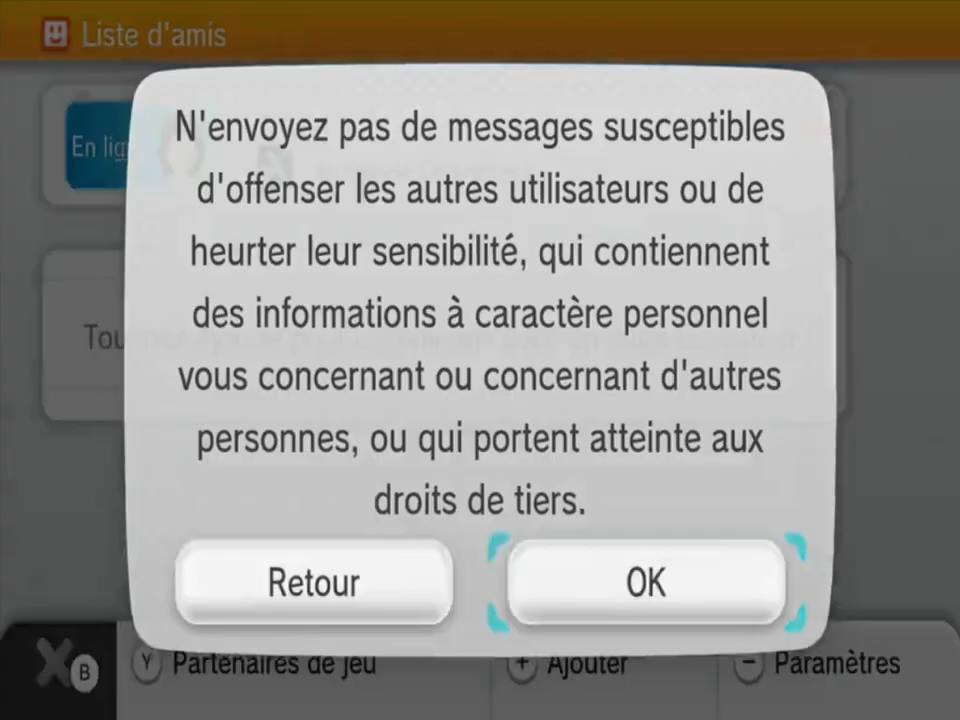 Liste d'amis
En lig
N'envoyez pas de messages susceptibles
d'offenser les autres utilisateurs ou de
heurter leur sensibilité, qui contiennent
des informations à caractère personnel
vous concernant ou concernant d'autres
personnes, ou qui portent atteinte aux
droits de tiers.
Retour
OK
B
Y Partenaires de jeu
+ Ajouter
− Paramètres